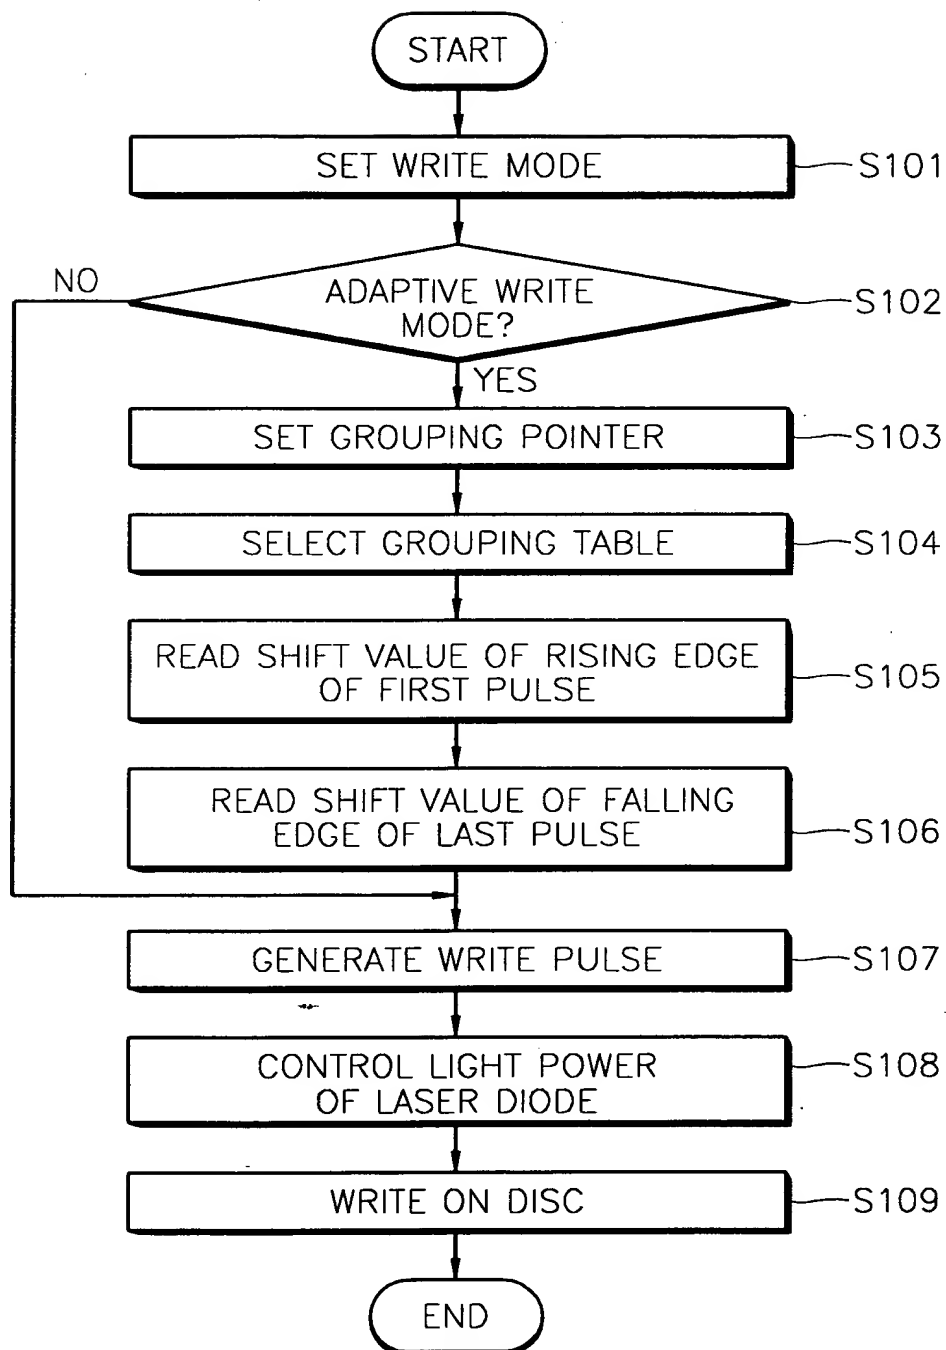 START
SET WRITE MODE
S101
NO
ADAPTIVE WRITE
MODE?
S102
YES
SET GROUPING POINTER
S103
SELECT GROUPING TABLE
S104
READ SHIFT VALUE OF RISING EDGE
OF FIRST PULSE
S105
READ SHIFT VALUE OF FALLING
EDGE OF LAST PULSE
S106
GENERATE WRITE PULSE
S107
CONTROL LIGHT POWER
OF LASER DIODE
S108
WRITE ON DISC
S109
END